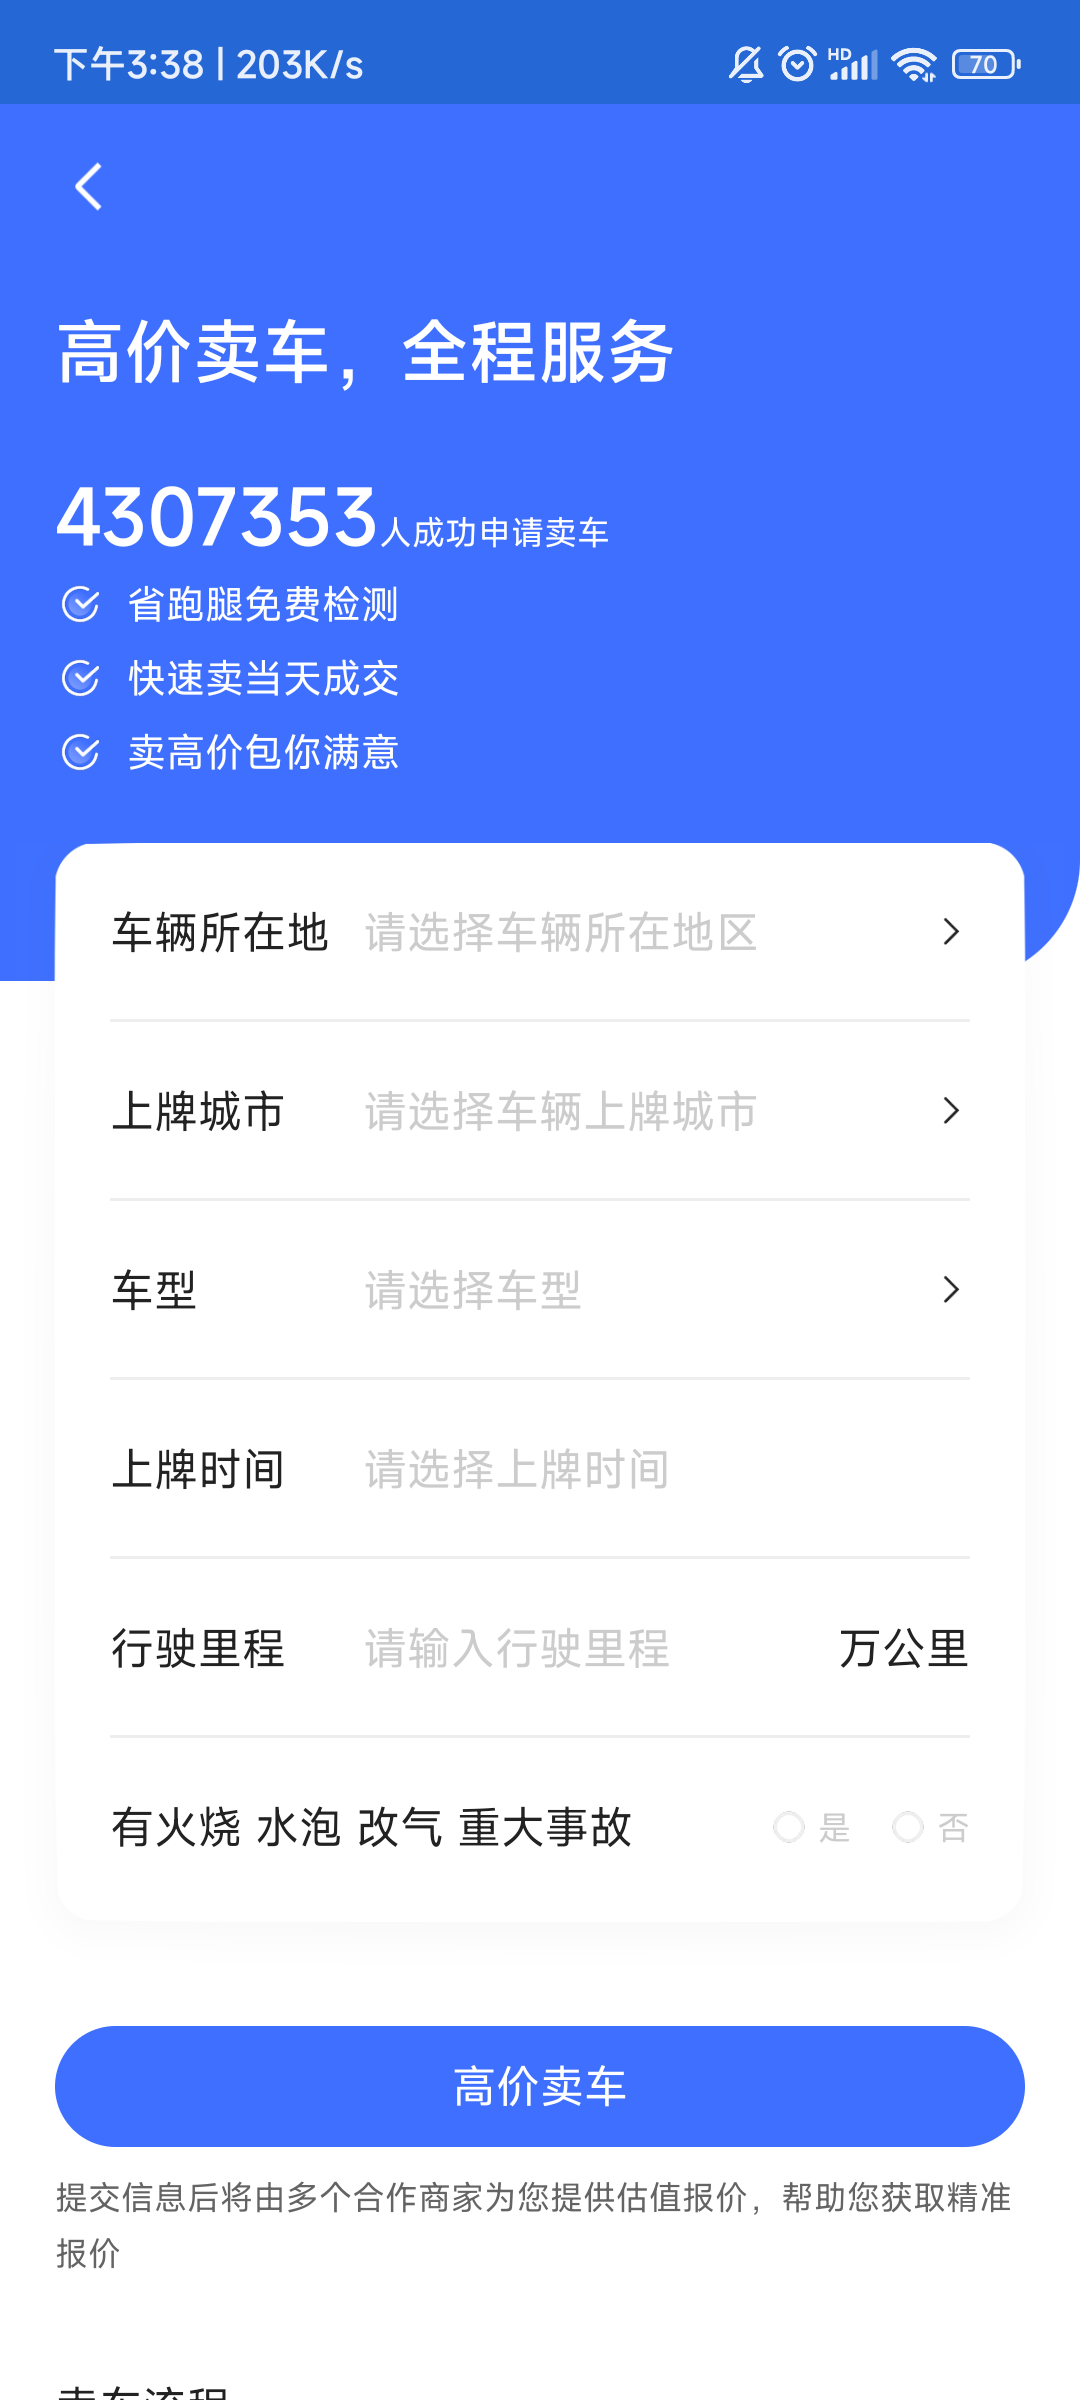 下午3:38 | 203K/s
HD
70
高价卖车，全程服务
4307353人成功申请卖车
省跑腿免费检测
快速卖当天成交
卖高价包你满意
车辆所在地 请选择车辆所在地区
上牌城市 请选择车辆上牌城市
车型 请选择车型
上牌时间 请选择上牌时间
行驶里程 请输入行驶里程 万公里
有火烧 水泡 改气 重大事故 是 否
高价卖车
提交信息后将由多个合作商家为您提供估值报价，帮助您获取精准
报价
卖车流程